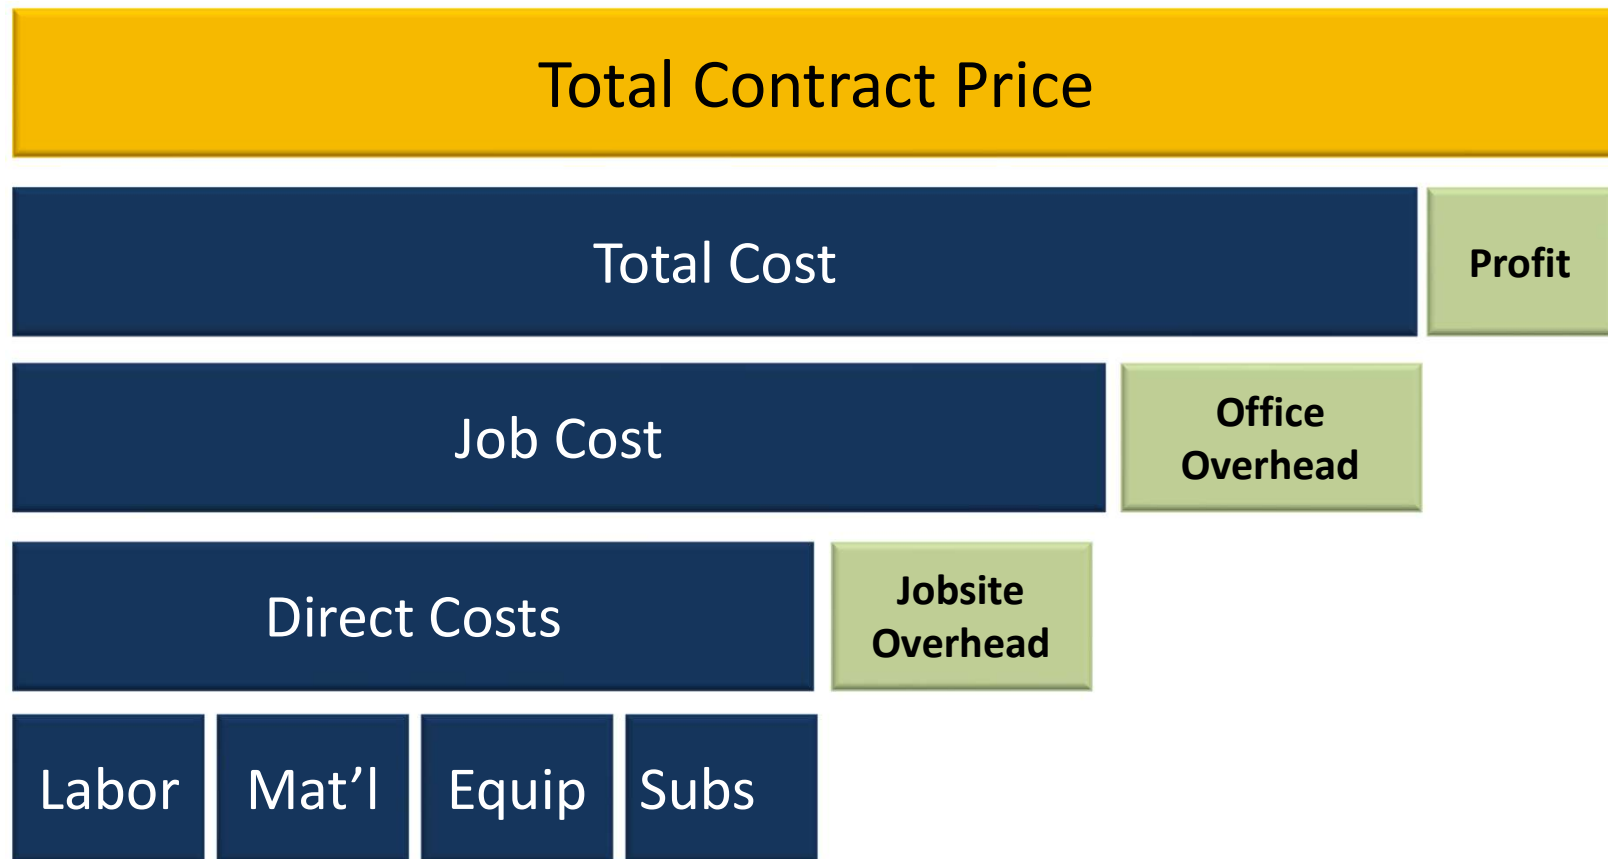 Total Contract Price
Total Cost
Profit
Job Cost
Office
Overhead
Direct Costs
Jobsite
Overhead
Labor
Mat’l
Equip
Subs